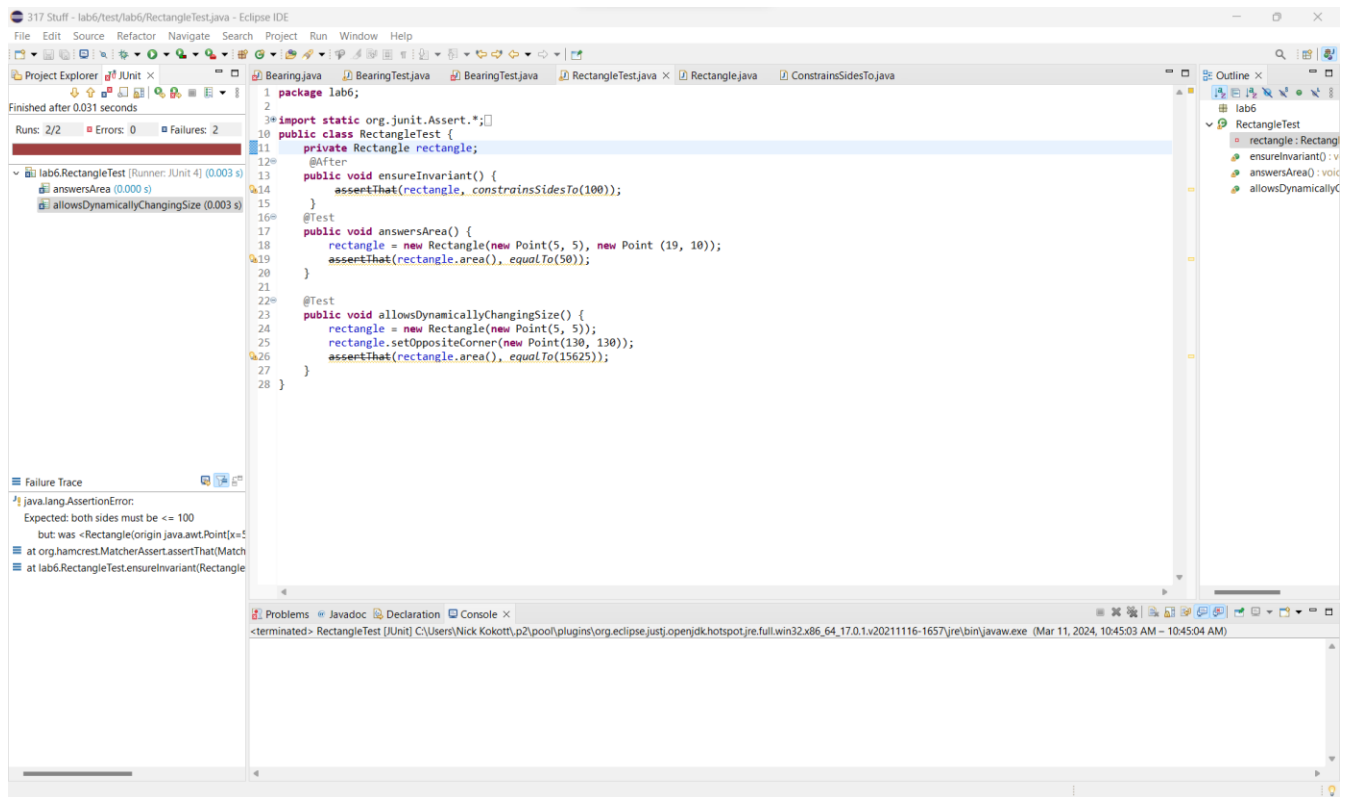 317 Stuff - lab6/test/lab6/RectangleTest.java - Eclipse IDE
File Edit Source Refactor Navigate Search Project Run Window Help
Project Explorer JUnit
Finished after 0.031 seconds
Runs: 2/2 Errors: 0 Failures: 2
lab6.RectangleTest [Runner: JUnit 4] (0.003 s)
answersArea (0.000 s)
allowsDynamicallyChangingSize (0.003 s)
Failure Trace
java.lang.AssertionError:
Expected: both sides must be <= 100
but: was <Rectangle(origin java.awt.Point[x=5
at org.hamcrest.MatcherAssert.assertThat(Match
at lab6.RectangleTest.ensureInvariant(Rectangle
Bearing.java BearingTest.java BearingTest.java RectangleTest.java Rectangle.java ConstrainsSidesTo.java
1 package lab6;
2
3 import static org.junit.Assert.*;
10 public class RectangleTest {
11 private Rectangle rectangle;
12 @After
13 public void ensureInvariant() {
14 assertThat(rectangle, constrainsSidesTo(100));
15 }
16 @Test
17 public void answersArea() {
18 rectangle = new Rectangle(new Point(5, 5), new Point (19, 10));
19 assertThat(rectangle.area(), equalTo(50));
20 }
21
22 @Test
23 public void allowsDynamicallyChangingSize() {
24 rectangle = new Rectangle(new Point(5, 5));
25 rectangle.setOppositeCorner(new Point(130, 130));
26 assertThat(rectangle.area(), equalTo(15625));
27 }
28 }
Outline
lab6
RectangleTest
rectangle : Rectangl
ensureInvariant() : v
answersArea() : void
allowsDynamicallyC
Problems Javadoc Declaration Console
<terminated> RectangleTest [JUnit] C:\Users\Nick Kokott\.p2\pool\plugins\org.eclipse.justj.openjdk.hotspot.jre.full.win32.x86_64_17.0.1.v20211116-1657\jre\bin\javaw.exe (Mar 11, 2024, 10:45:03 AM – 10:45:04 AM)